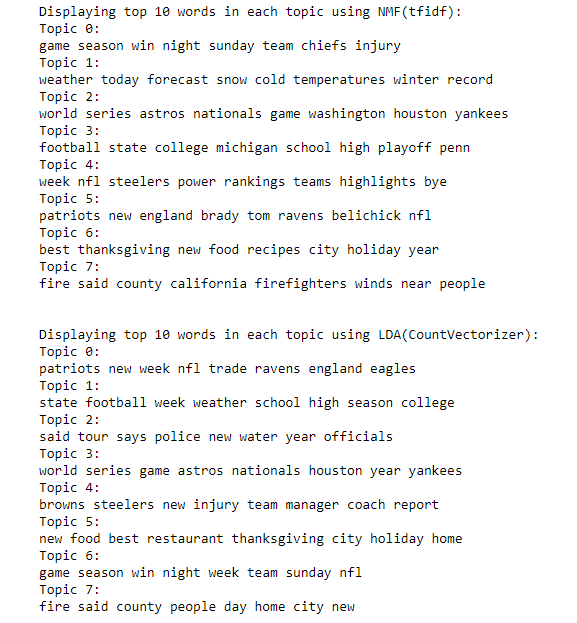 Displaying top 10 words in each topic using NMF(tfidf):
Topic 0:
game season win night sunday team chiefs injury
Topic 1:
weather today forecast snow cold temperatures winter record
Topic 2:
world series astros nationals game washington houston yankees
Topic 3:
football state college michigan school high playoff penn
Topic 4:
week nfl steelers power rankings teams highlights bye
Topic 5:
patriots new england brady tom ravens belichick nfl
Topic 6:
best thanksgiving new food recipes city holiday year
Topic 7:
fire said county california firefighters winds near people
Displaying top 10 words in each topic using LDA(CountVectorizer):
Topic 0:
patriots new week nfl trade ravens england eagles
Topic 1:
state football week weather school high season college
Topic 2:
said tour says police new water year officials
Topic 3:
world series game astros nationals houston year yankees
Topic 4:
browns steelers new injury team manager coach report
Topic 5:
new food best restaurant thanksgiving city holiday home
Topic 6:
game season win night week team sunday nfl
Topic 7:
fire said county people day home city new